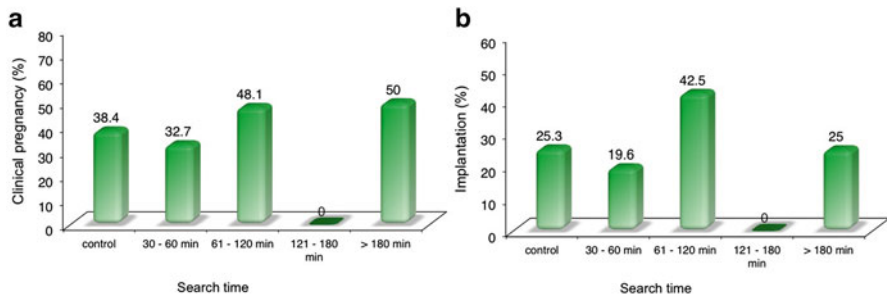 a
Clinical pregnancy (%)
80
70
60
50
40
30
20
10
0
38.4
32.7
48.1
0
50
control
30 - 60 min
61 - 120 min
121 - 180
min
> 180 min
Search time
b
Implantation (%)
60
50
40
30
20
10
0
25.3
19.6
42.5
0
25
control
30 - 60 min
61 - 120 min
121 - 180
min
> 180 min
Search time